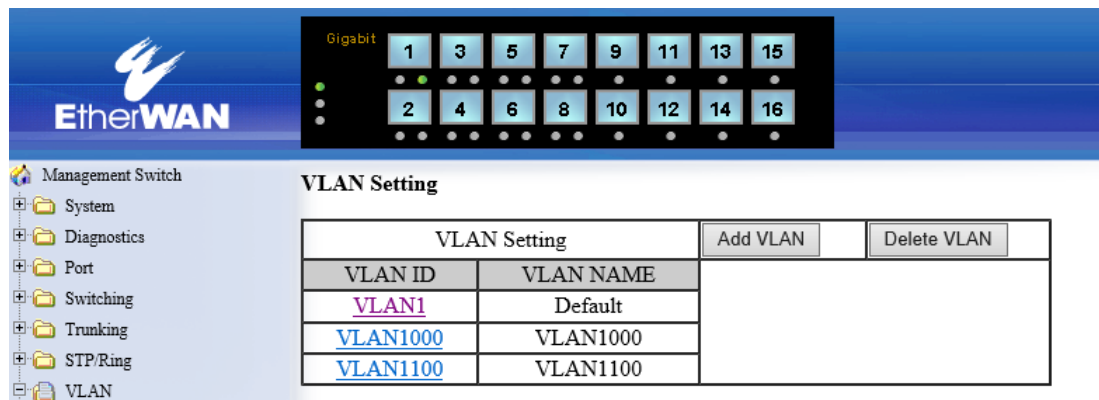 EtherWAN
Gigabit
1 3 5 7 9 11 13 15
2 4 6 8 10 12 14 16
Management Switch
System
Diagnostics
Port
Switching
Trunking
STP/Ring
VLAN
VLAN Setting
VLAN Setting Add VLAN Delete VLAN
VLAN ID VLAN NAME
VLAN1 Default
VLAN1000 VLAN1000
VLAN1100 VLAN1100